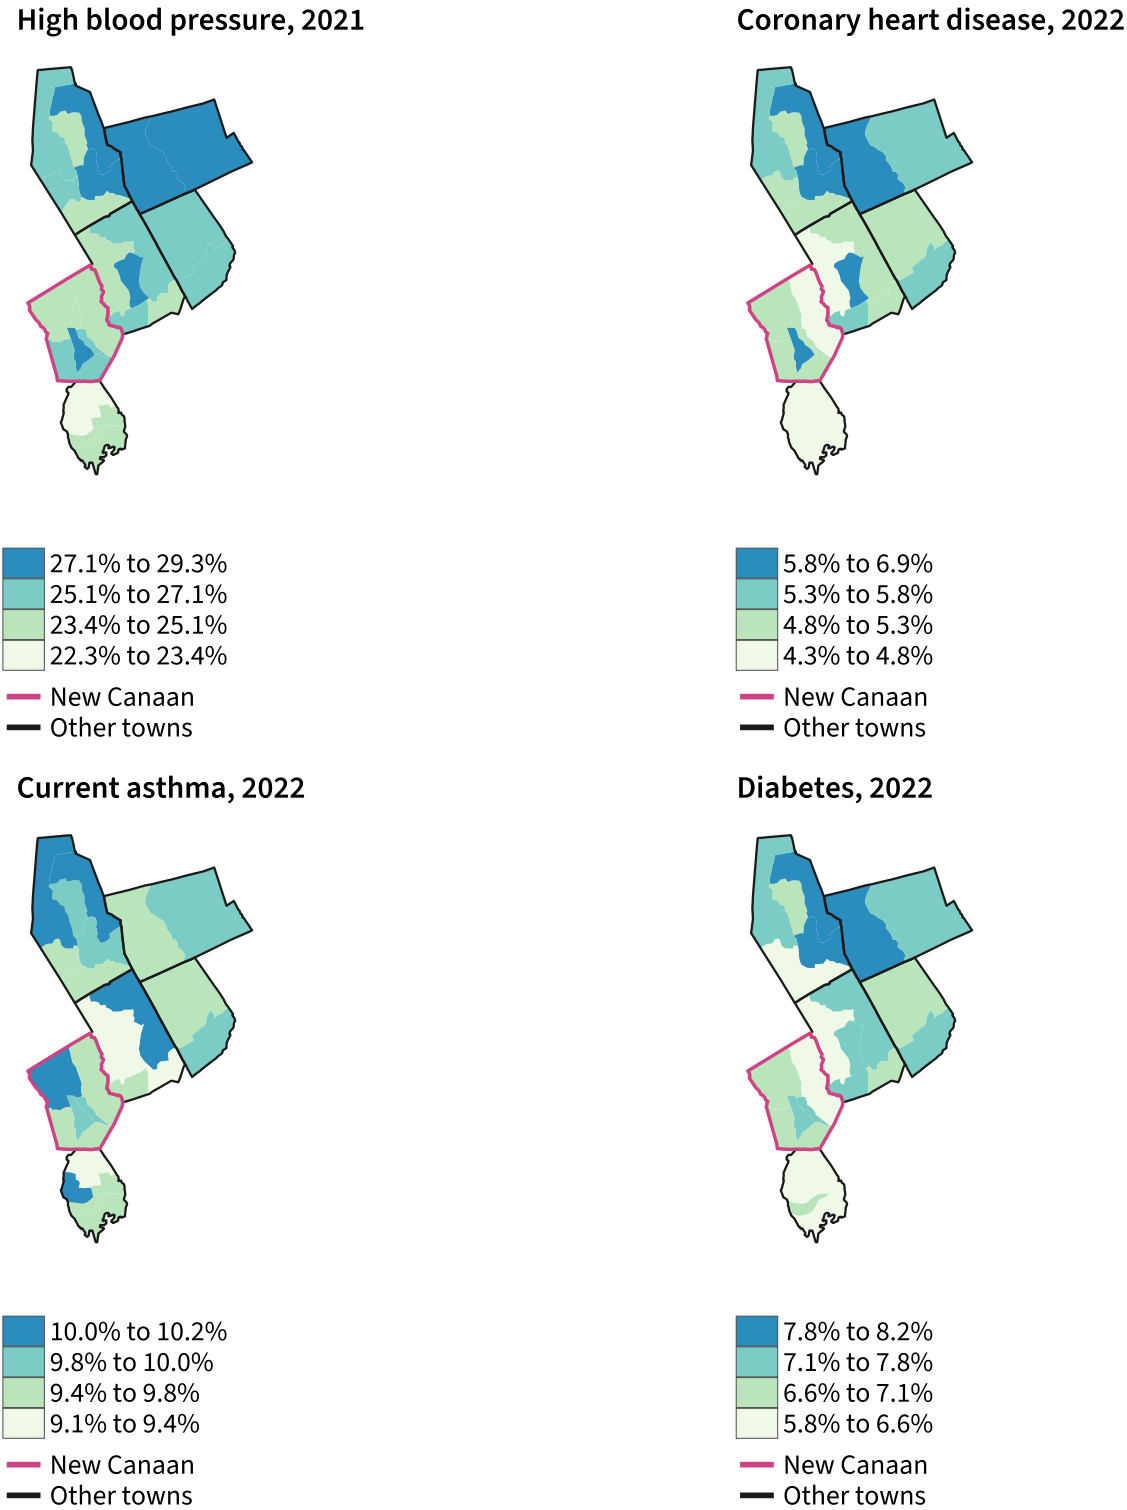 High blood pressure, 2021
27.1% to 29.3%
25.1% to 27.1%
23.4% to 25.1%
22.3% to 23.4%
New Canaan
Other towns
Coronary heart disease, 2022
5.8% to 6.9%
5.3% to 5.8%
4.8% to 5.3%
4.3% to 4.8%
New Canaan
Other towns
Current asthma, 2022
10.0% to 10.2%
9.8% to 10.0%
9.4% to 9.8%
9.1% to 9.4%
New Canaan
Other towns
Diabetes, 2022
7.8% to 8.2%
7.1% to 7.8%
6.6% to 7.1%
5.8% to 6.6%
New Canaan
Other towns